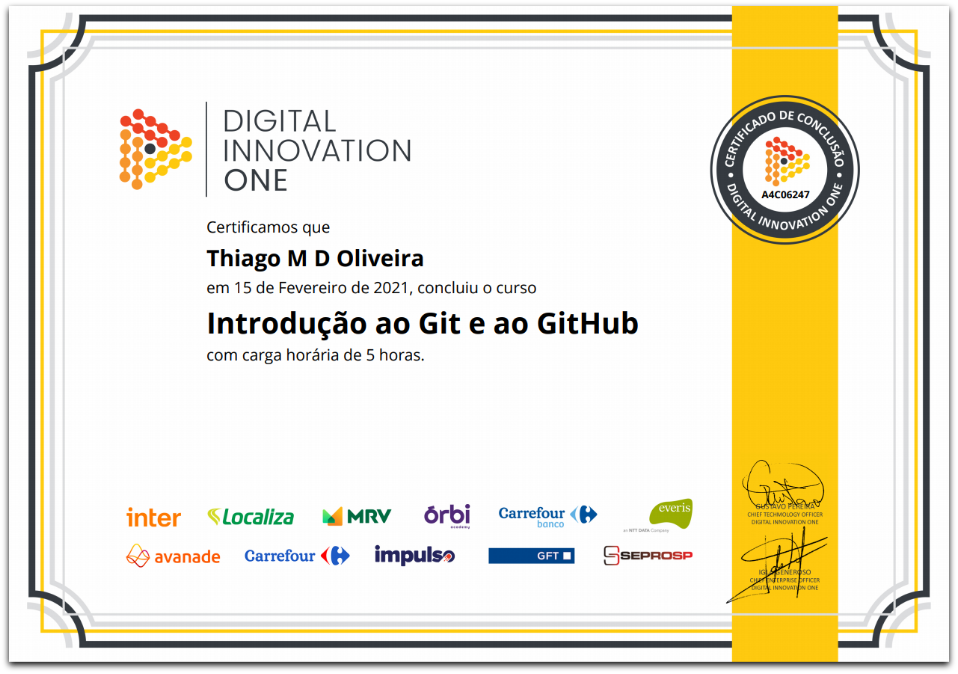 DIGITAL
INNOVATION
ONE
CERTIFICADO DE CONCLUSÃO
A4C06247
DIGITAL INNOVATION ONE
Certificamos que
Thiago M D Oliveira
em 15 de Fevereiro de 2021, concluiu o curso
Introdução ao Git e ao GitHub
com carga horária de 5 horas.
inter
Localiza
MRV
órbi
academy
Carrefour
banco
everis
an NTT DATA Company
avanade
Carrefour
impulso
GFT
SEPROSP
GUSTAVO PEREIRA
CHIEF TECHNOLOGY OFFICER
DIGITAL INNOVATION ONE
GENEROSO
CHIEF ENTERPRISE OFFICER
DIGITAL INNOVATION ONE